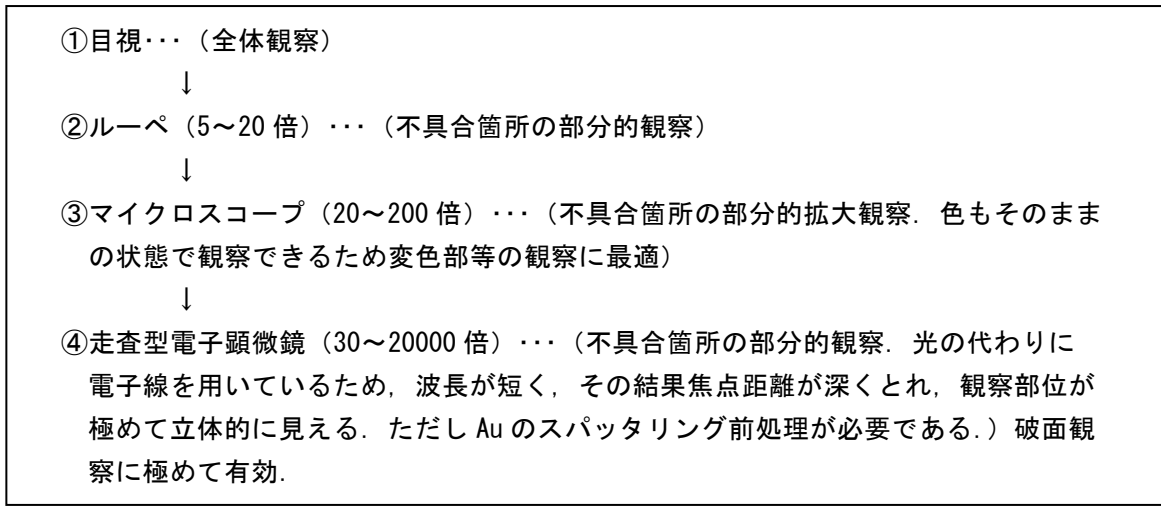 ①目視･･･（全体観察）
↓
②ルーペ（5～20 倍）･･･（不具合箇所の部分的観察）
↓
③マイクロスコープ（20～200 倍）･･･（不具合箇所の部分的拡大観察．色もそのまま
の状態で観察できるため変色部等の観察に最適）
↓
④走査型電子顕微鏡（30～20000 倍）･･･（不具合箇所の部分的観察．光の代わりに
電子線を用いているため，波長が短く，その結果焦点距離が深くとれ，観察部位が
極めて立体的に見える．ただし Au のスパッタリング前処理が必要である．）破面観
察に極めて有効．